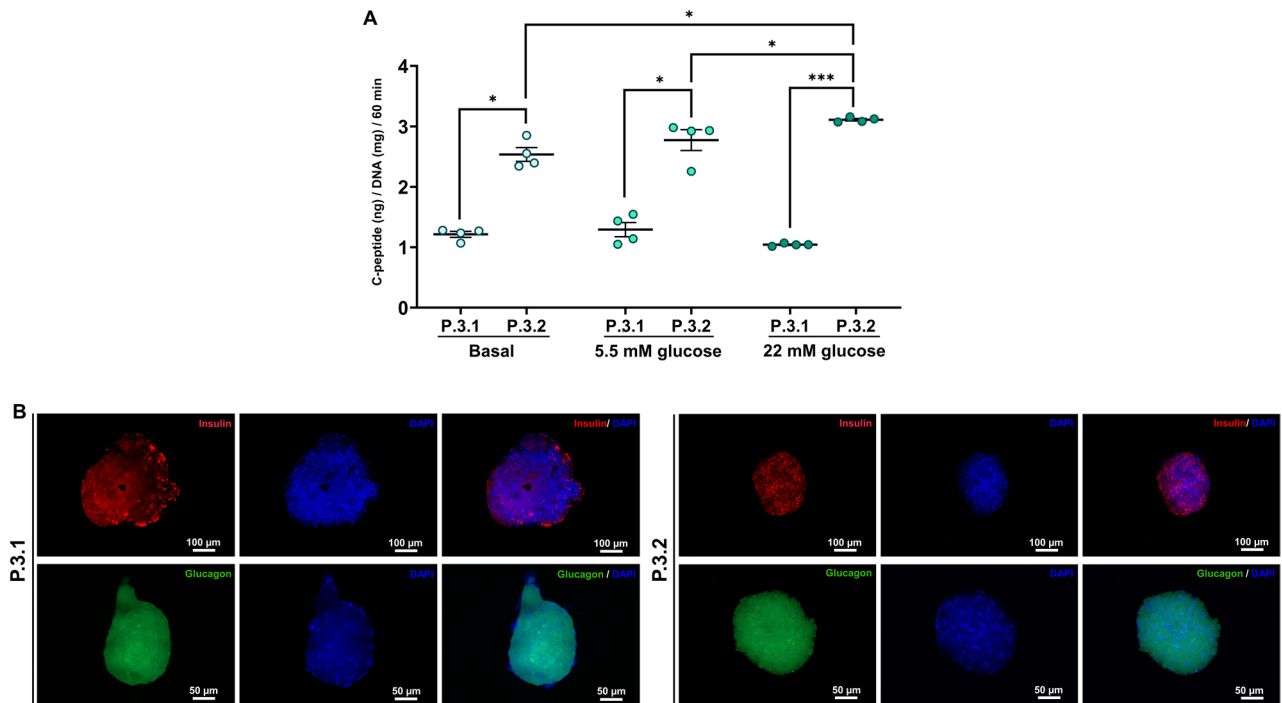 A
*
*
* * ***
4
3
2
1
0
C-peptide (ng) / DNA (mg) / 60 min
P.3.1 P.3.2 P.3.1 P.3.2 P.3.1 P.3.2
Basal 5.5 mM glucose 22 mM glucose
B
P.3.1
Insulin DAPI Insulin/ DAPI
100 µm 100 µm 100 µm
Glucagon DAPI Glucagon / DAPI
50 µm 50 µm 50 µm
P.3.2
Insulin DAPI Insulin/ DAPI
100 µm 100 µm 100 µm
Glucagon DAPI Glucagon / DAPI
50 µm 50 µm 50 µm